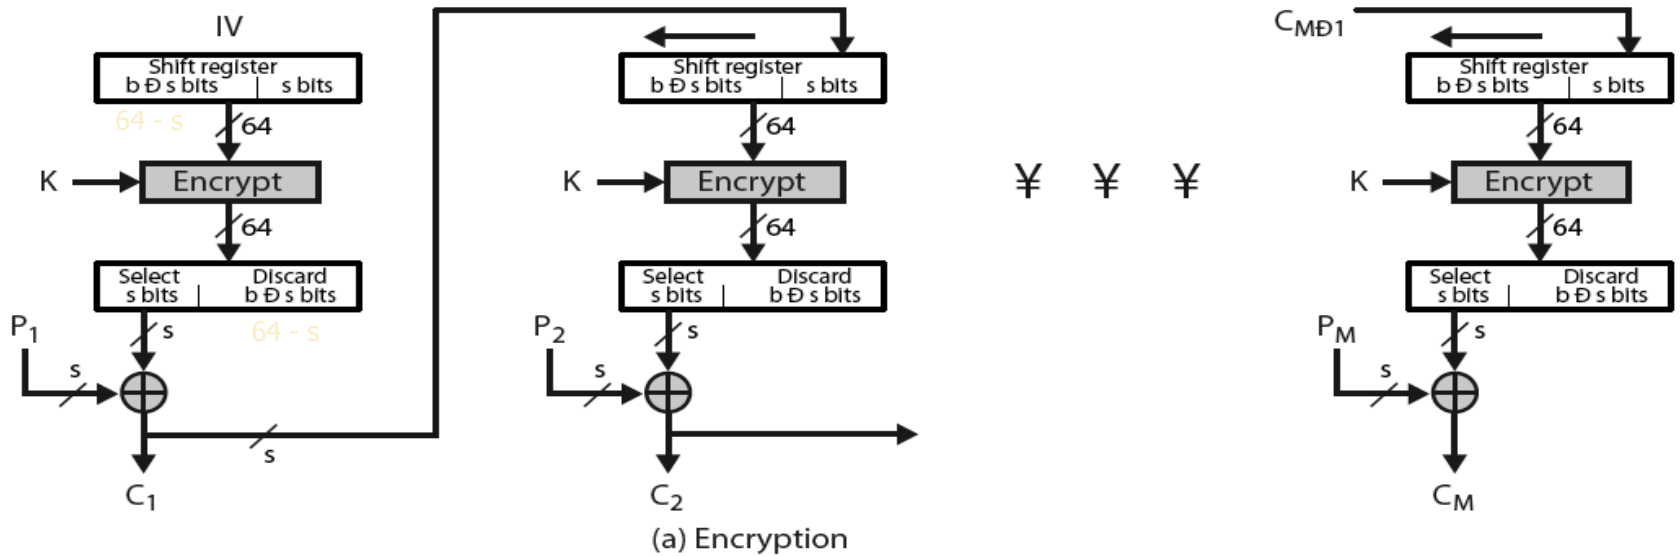 IV
Shift register
b Đ s bits | s bits
64 - s
64
K
Encrypt
64
Select Discard
s bits | b Đ s bits
64 - s
P1
s
s
s
C1
Shift register
b Đ s bits | s bits
64
K
Encrypt
64
Select Discard
s bits | b Đ s bits
P2
s
s
C2
¥ ¥ ¥
CMĐ1
Shift register
b Đ s bits | s bits
64
K
Encrypt
64
Select Discard
s bits | b Đ s bits
PM
s
s
CM
(a) Encryption